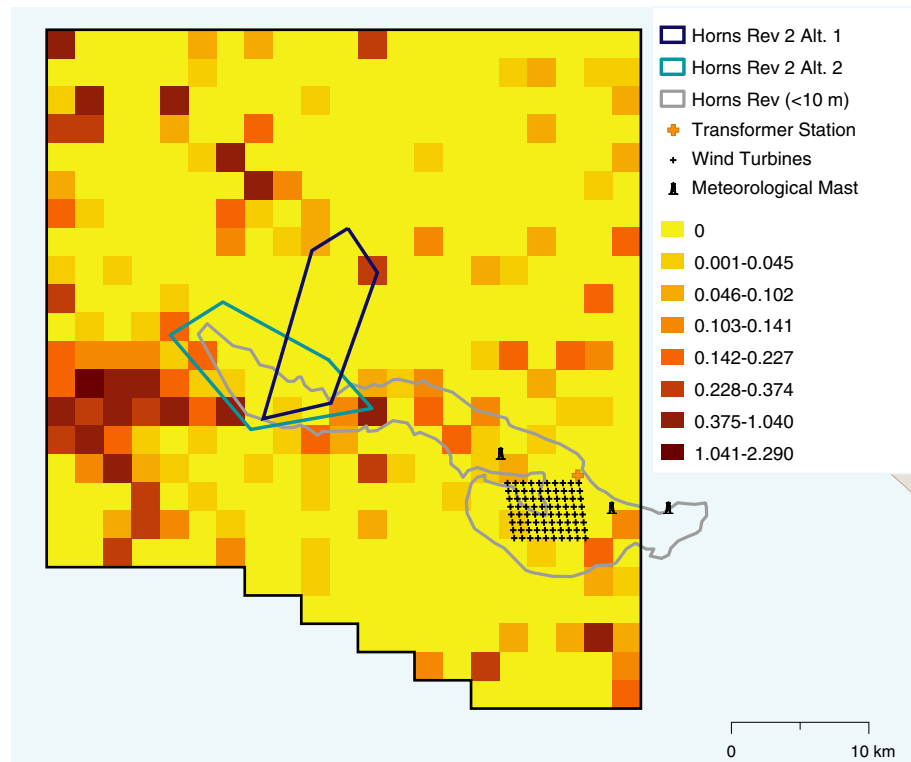 Horns Rev 2 Alt. 1
Horns Rev 2 Alt. 2
Horns Rev (<10 m)
Transformer Station
Wind Turbines
Meteorological Mast
0
0.001-0.045
0.046-0.102
0.103-0.141
0.142-0.227
0.228-0.374
0.375-1.040
1.041-2.290
0 10 km